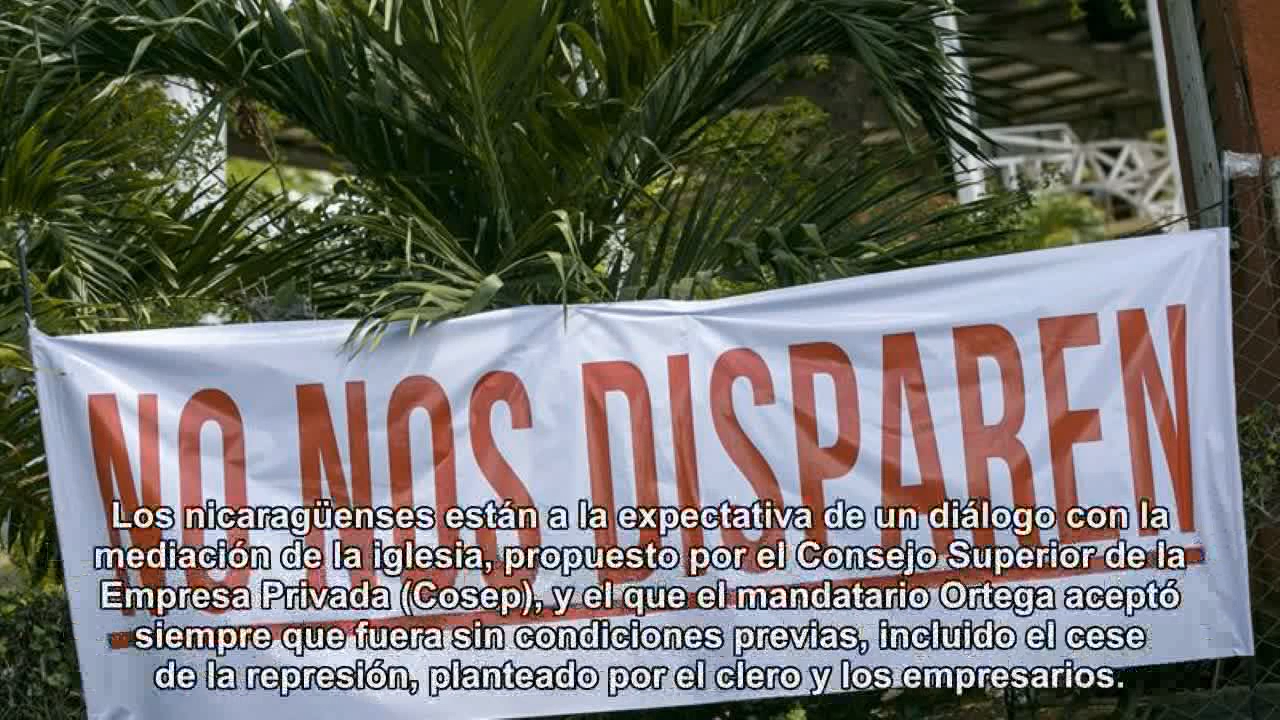 NO NOS DISPAREN
Los nicaragüenses están a la expectativa de un diálogo con la
mediación de la iglesia, propuesto por el Consejo Superior de la
Empresa Privada (Cosep), y el que el mandatario Ortega aceptó
siempre que fuera sin condiciones previas, incluido el cese
de la represión, planteado por el clero y los empresarios.